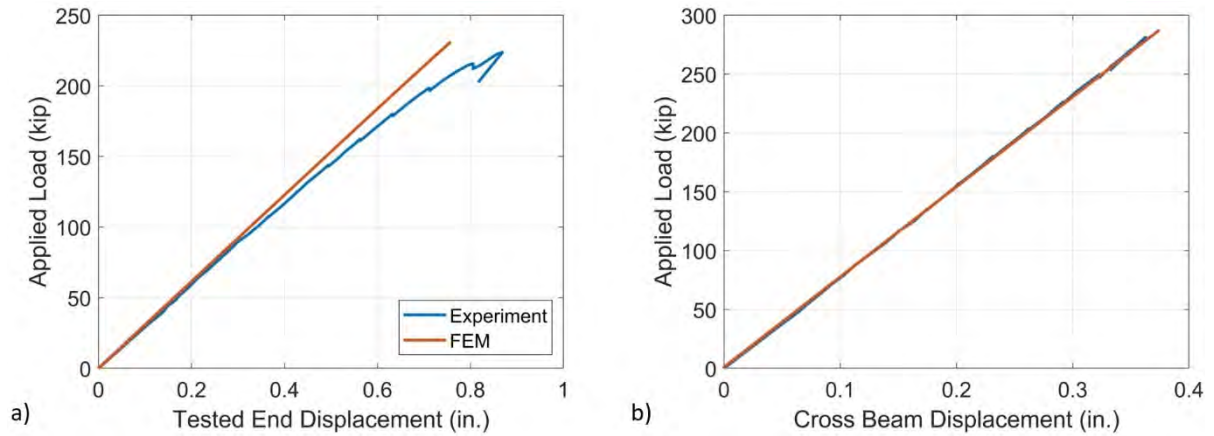 250
200
150
100
50
0
Applied Load (kip)
0 0.2 0.4 0.6 0.8 1
Tested End Displacement (in.)
Experiment
FEM
a)
300
250
200
150
100
50
0
Applied Load (kip)
0 0.1 0.2 0.3 0.4
Cross Beam Displacement (in.)
b)